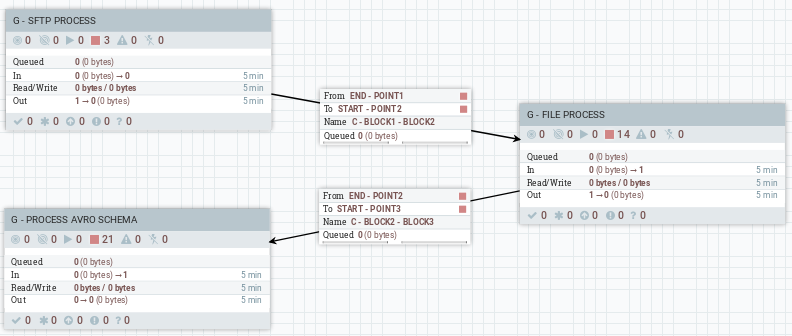 G - SFTP PROCESS
0 0 0 3 0 0
Queued 0 (0 bytes)
In 0 (0 bytes) → 0 5 min
Read/Write 0 bytes / 0 bytes 5 min
Out 1 → 0 (0 bytes) 5 min
0 0 0 0 ? 0
From END - POINT1
To START - POINT2
Name C - BLOCK1 - BLOCK2
Queued 0 (0 bytes)
G - FILE PROCESS
0 0 0 14 0 0
Queued 0 (0 bytes)
In 0 (0 bytes) → 1 5 min
Read/Write 0 bytes / 0 bytes 5 min
Out 1 → 0 (0 bytes) 5 min
0 0 0 0 ? 0
From END - POINT2
To START - POINT3
Name C - BLOCK2 - BLOCK3
Queued 0 (0 bytes)
G - PROCESS AVRO SCHEMA
0 0 0 21 0 0
Queued 0 (0 bytes)
In 0 (0 bytes) → 1 5 min
Read/Write 0 bytes / 0 bytes 5 min
Out 0 → 0 (0 bytes) 5 min
0 0 0 0 ? 0